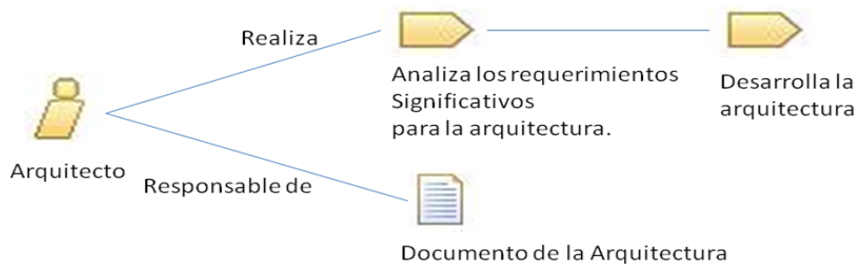 Realiza
Analiza los requerimientos
Significativos
para la arquitectura.
Desarrolla la
arquitectura
Arquitecto
Responsable de
Documento de la Arquitectura